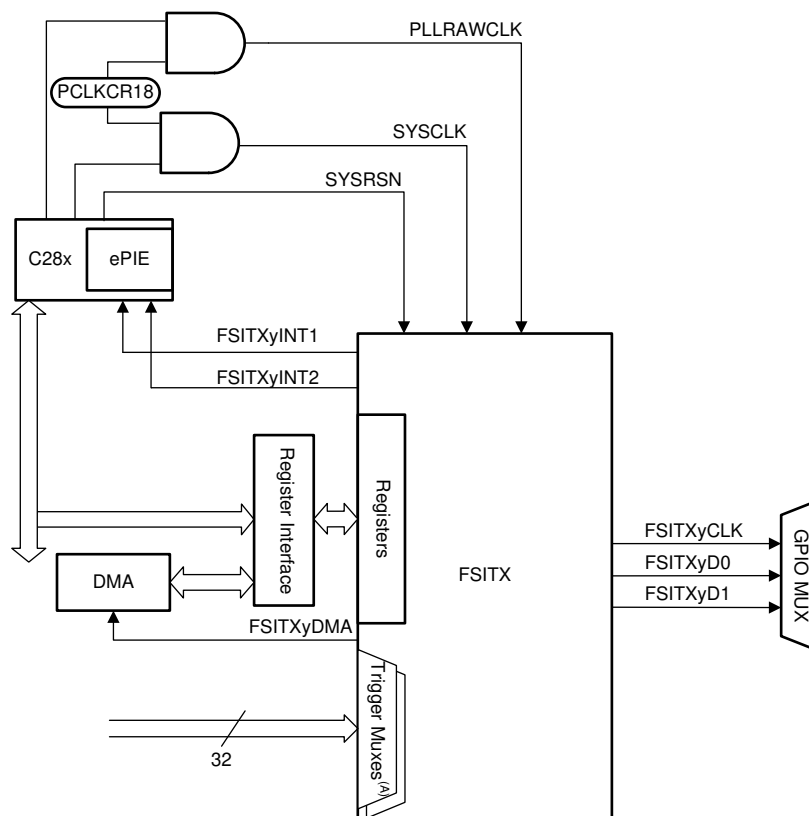 PLLRAWCLK
PCLKCR18
SYSCLK
SYSRSN
C28x
ePIE
FSITXyINT1
FSITXyINT2
Register Interface
Registers
FSITX
FSITXyCLK
FSITXyD0
FSITXyD1
GPIO MUX
DMA
FSITXyDMA
Trigger Muxes(A)
32